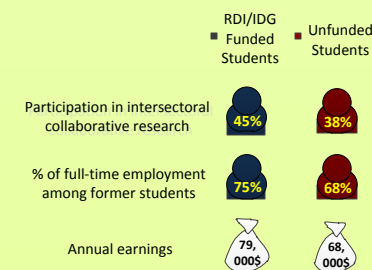 RDI/IDG
Funded
Students
Unfunded
Students
Participation in intersectoral
collaborative research
45%
38%
% of full-time employment
among former students
75%
68%
Annual earnings
79,
000$
68,
000$